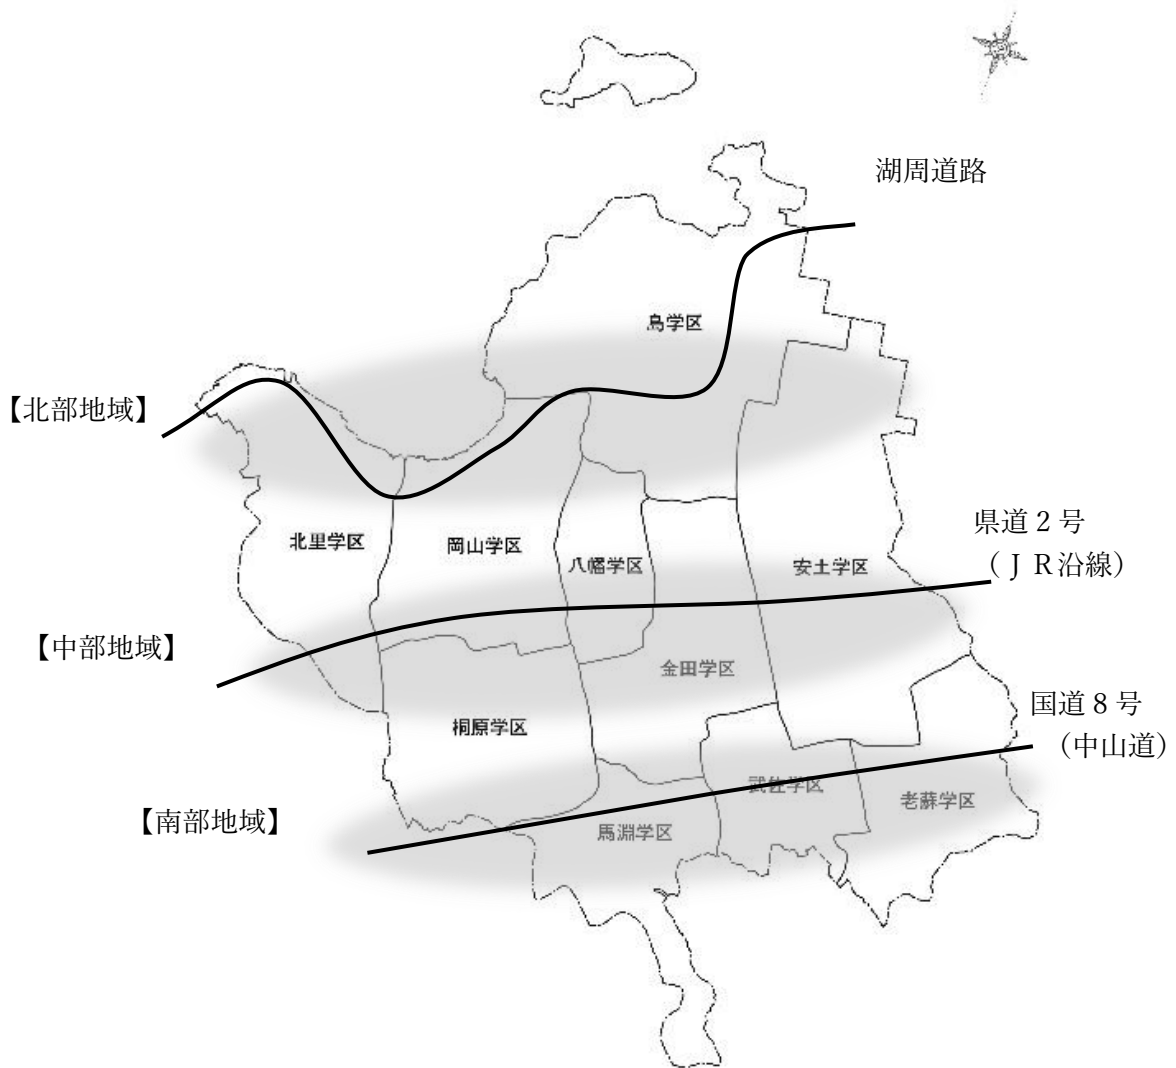 湖周道路
島学区
【北部地域】
県道２号
（ＪＲ沿線）
北里学区
岡山学区
八幡学区
安土学区
【中部地域】
金田学区
国道８号
（中山道）
桐原学区
武佐学区
老蘇学区
【南部地域】
馬淵学区